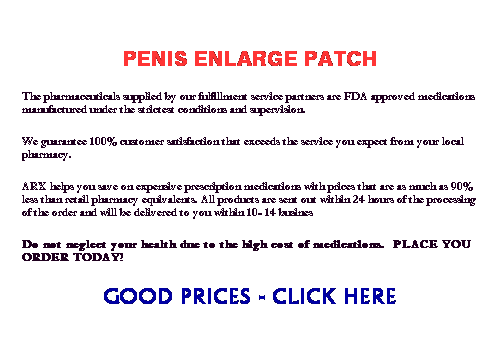 PENIS ENLARGE PATCH
The pharmaceuticals supplied by our fulfillment service partners are FDA approved medications
manufactured under the strictest conditions and supervision.
We guarantee 100% customer satisfaction that exceeds the service you expect from your local
pharmacy.
ARX helps you save on expensive prescription medications with prices that are as much as 90%
less than retail pharmacy equivalents. All products are sent out within 24 hours of the processing
of the order and will be delivered to you within 10- 14 busines
Do not neglect your health due to the high cost of medications. PLACE YOU
ORDER TODAY!
GOOD PRICES - CLICK HERE